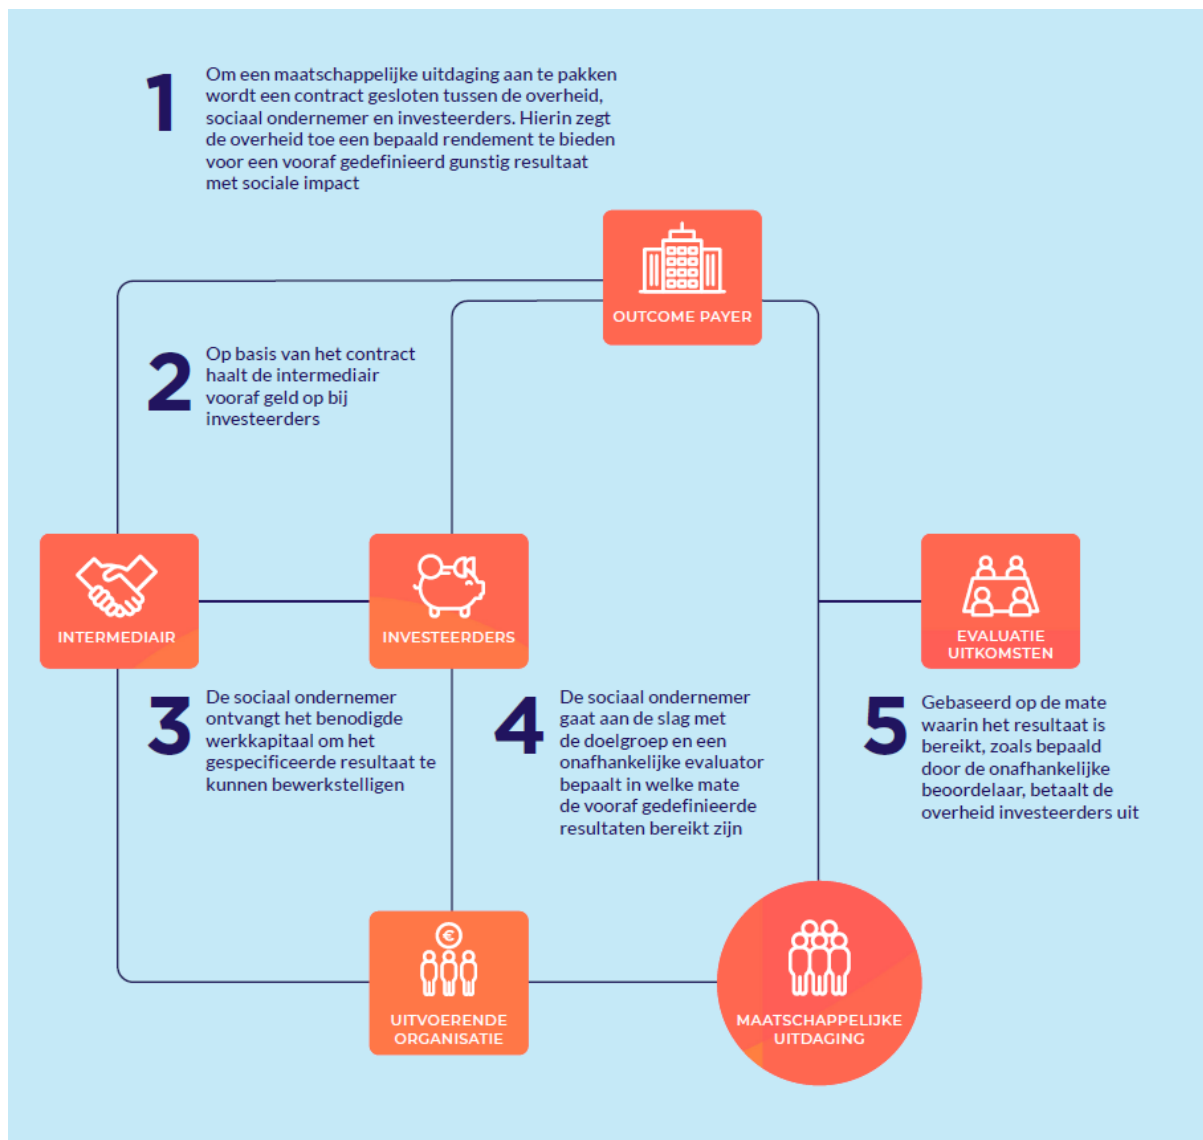 1
Om een maatschappelijke uitdaging aan te pakken
wordt een contract gesloten tussen de overheid,
sociaal ondernemer en investeerders. Hierin zegt
de overheid toe een bepaald rendement te bieden
voor een vooraf gedefinieerd gunstig resultaat
met sociale impact
OUTCOME PAYER
2
Op basis van het contract
haalt de intermediair
vooraf geld op bij
investeerders
INTERMEDIAIR
INVESTEERDERS
EVALUATIE
UITKOMSTEN
3
De sociaal ondernemer
ontvangt het benodigde
werkkapitaal om het
gespecificeerde resultaat te
kunnen bewerkstelligen
4
De sociaal ondernemer
gaat aan de slag met
de doelgroep en een
onafhankelijke evaluator
bepaalt in welke mate
de vooraf gedefinieerde
resultaten bereikt zijn
5
Gebaseerd op de mate
waarin het resultaat is
bereikt, zoals bepaald
door de onafhankelijke
beoordelaar, betaalt de
overheid investeerders uit
€
UITVOERENDE
ORGANISATIE
MAATSCHAPPELIJKE
UITDAGING